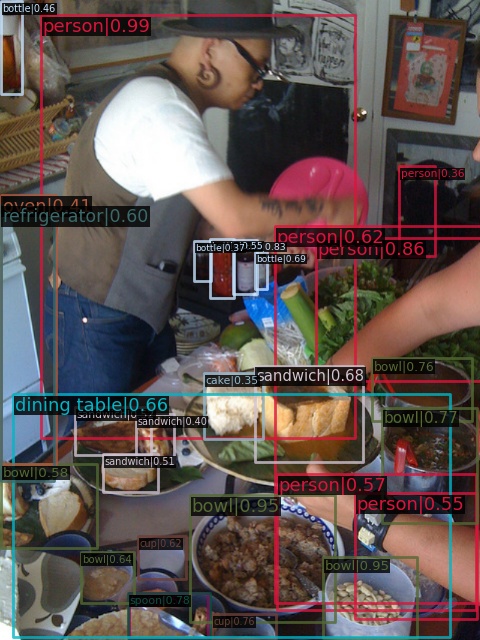 bottle|0.46
person|0.99
the
happen
person|0.36
oven|0.41
refrigerator|0.60
person|0.62
person|0.86
bottle|0.37
0.55
0.83
bottle|0.69
bowl|0.76
sandwich|0.68
cake|0.35
dining table|0.66
sandwich|0.40
bowl|0.77
sandwich|0.51
bowl|0.58
person|0.57
bowl|0.95
person|0.55
cup|0.62
bowl|0.64
bowl|0.95
spoon|0.78
cup|0.76